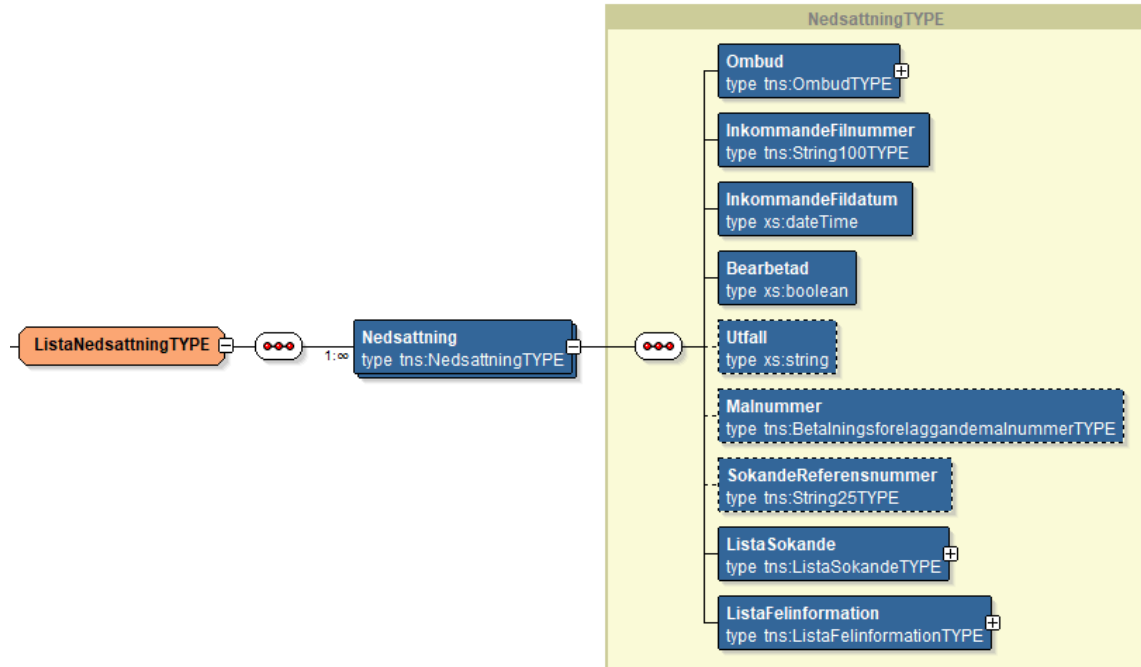 NedsattningTYPE
Ombud
type tns:OmbudTYPE
InkommandeFilnummer
type tns:String100TYPE
InkommandeFildatum
type xs:dateTime
Bearbetad
type xs:boolean
ListaNedsattningTYPE
1:∞
Nedsattning
type tns:NedsattningTYPE
Utfall
type xs:string
Malnummer
type tns:BetalningsforelaggandemalnummerTYPE
SokandeReferensnummer
type tns:String25TYPE
ListaSokande
type tns:ListaSokandeTYPE
ListaFelinformation
type tns:ListaFelinformationTYPE